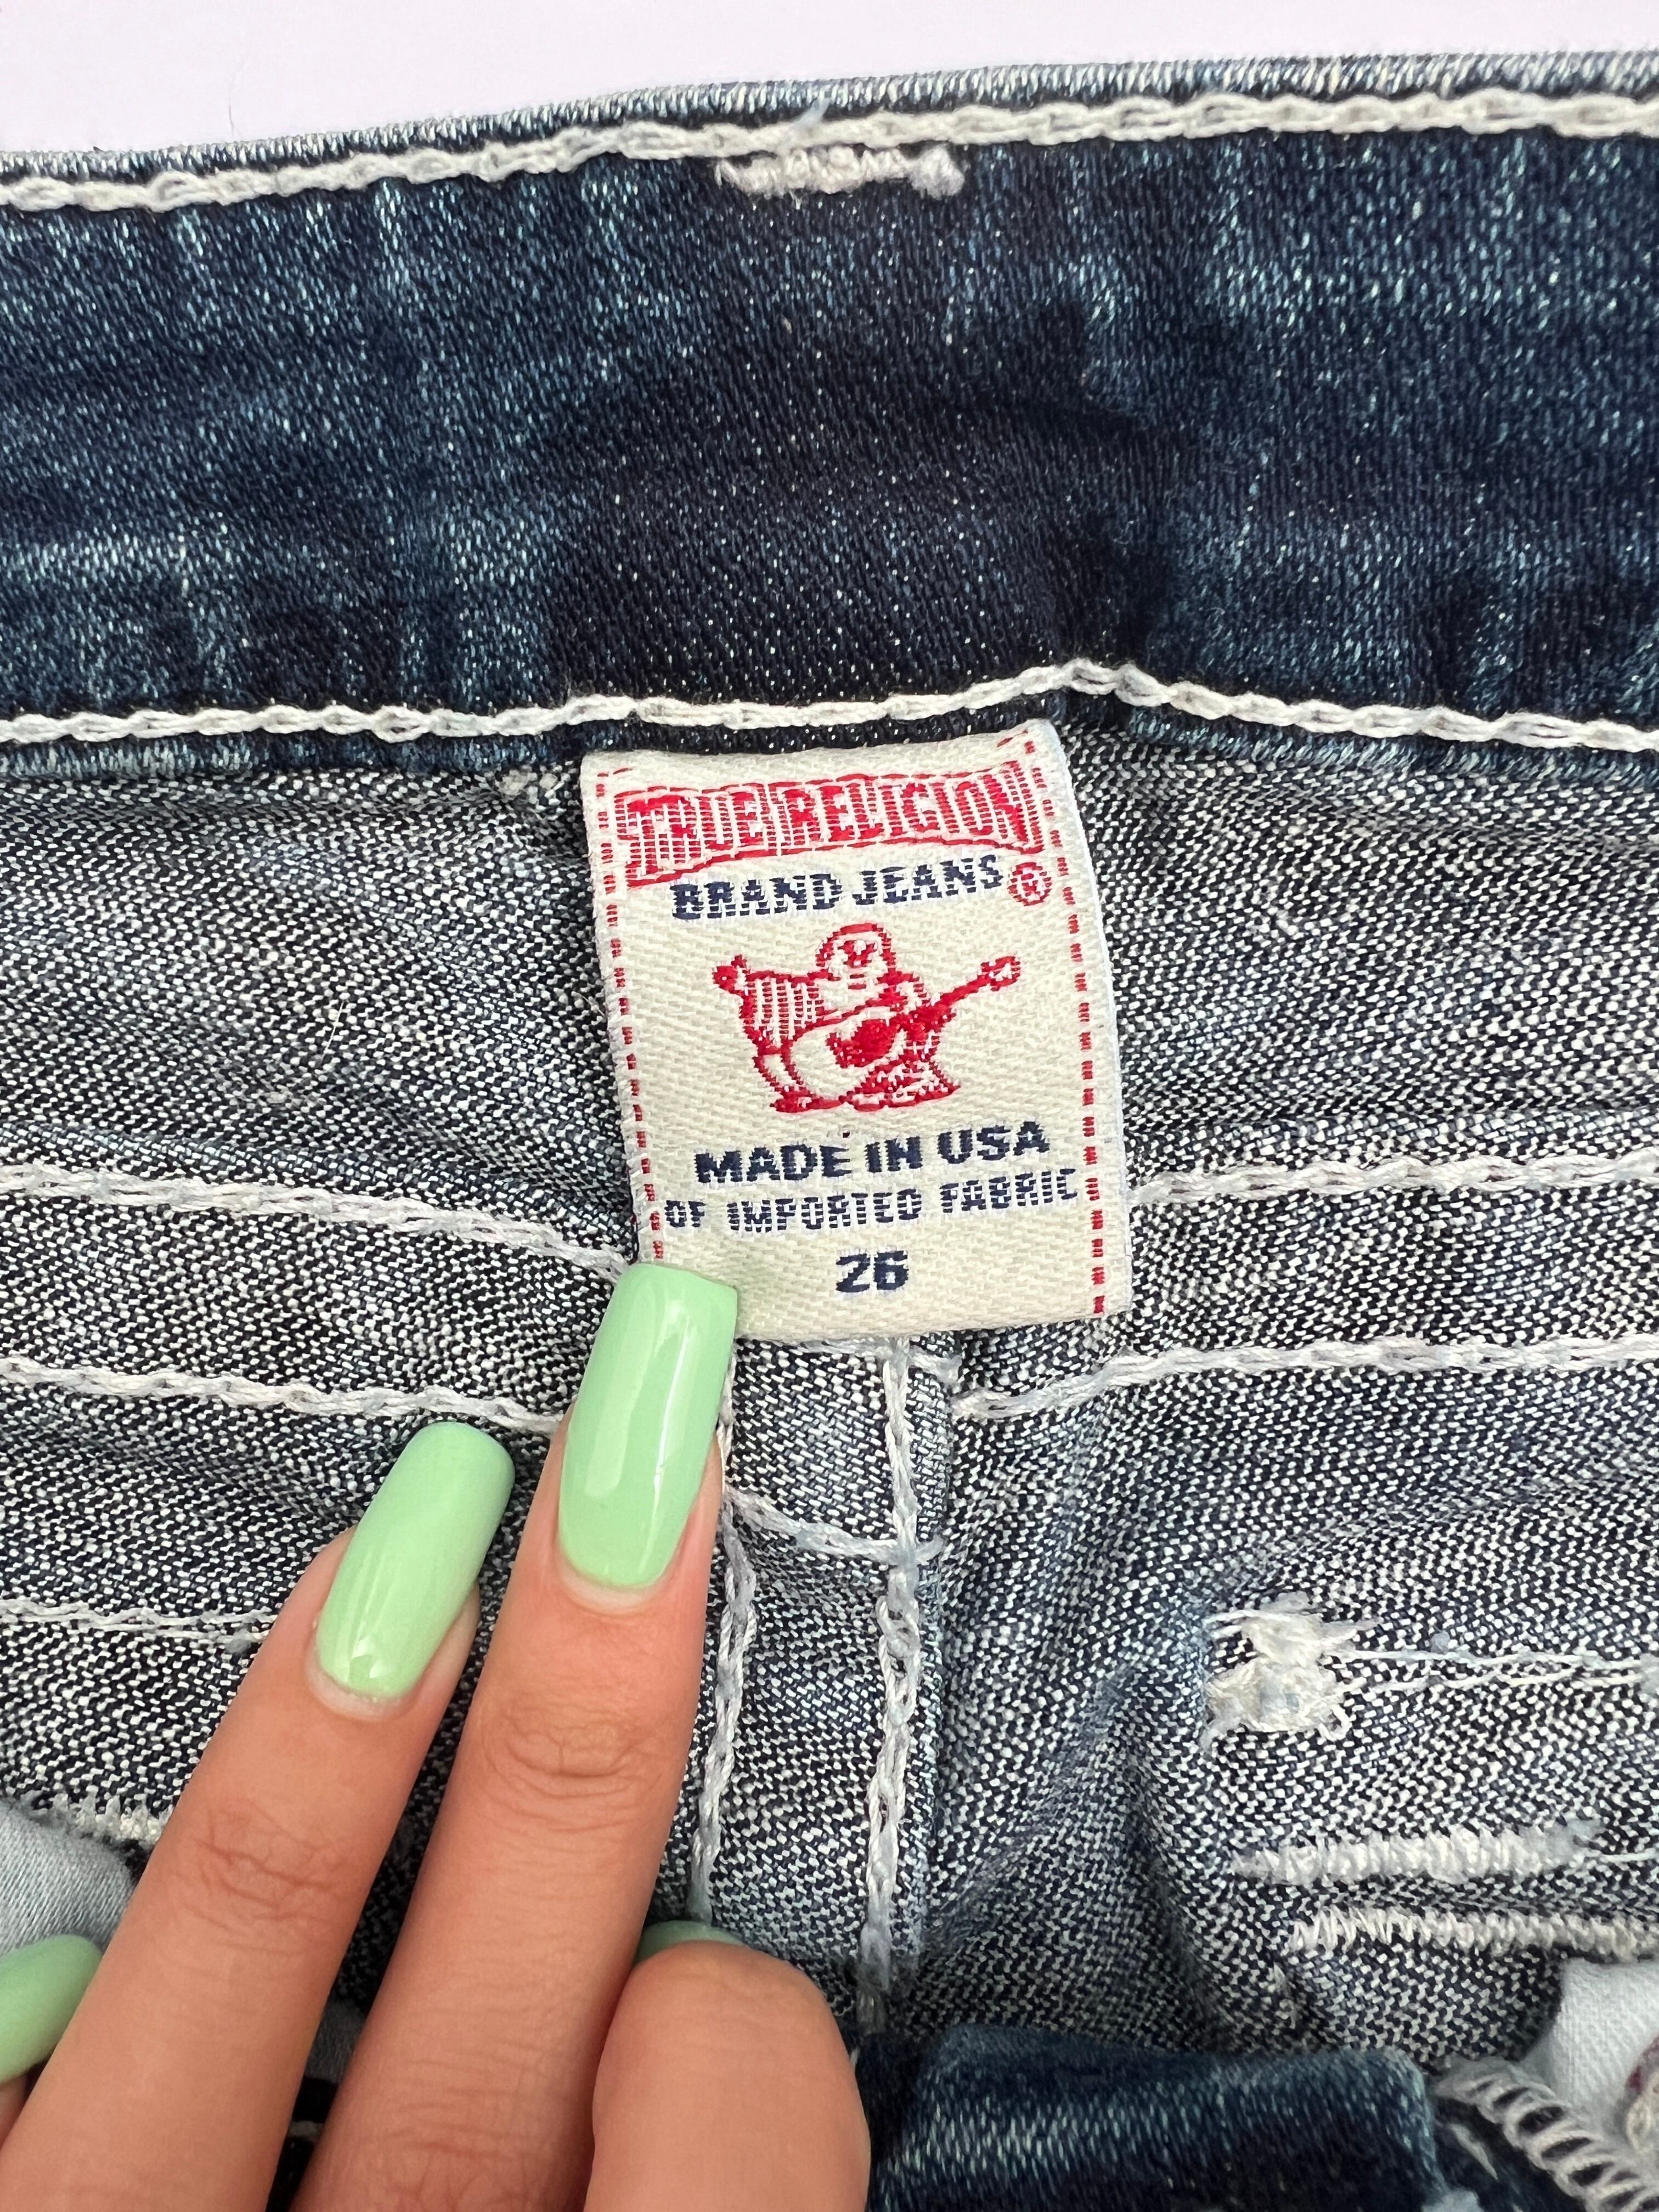 TRUE RELIGION
BRAND JEANS®
MADE IN USA
OF IMPORTED FABRIC
26